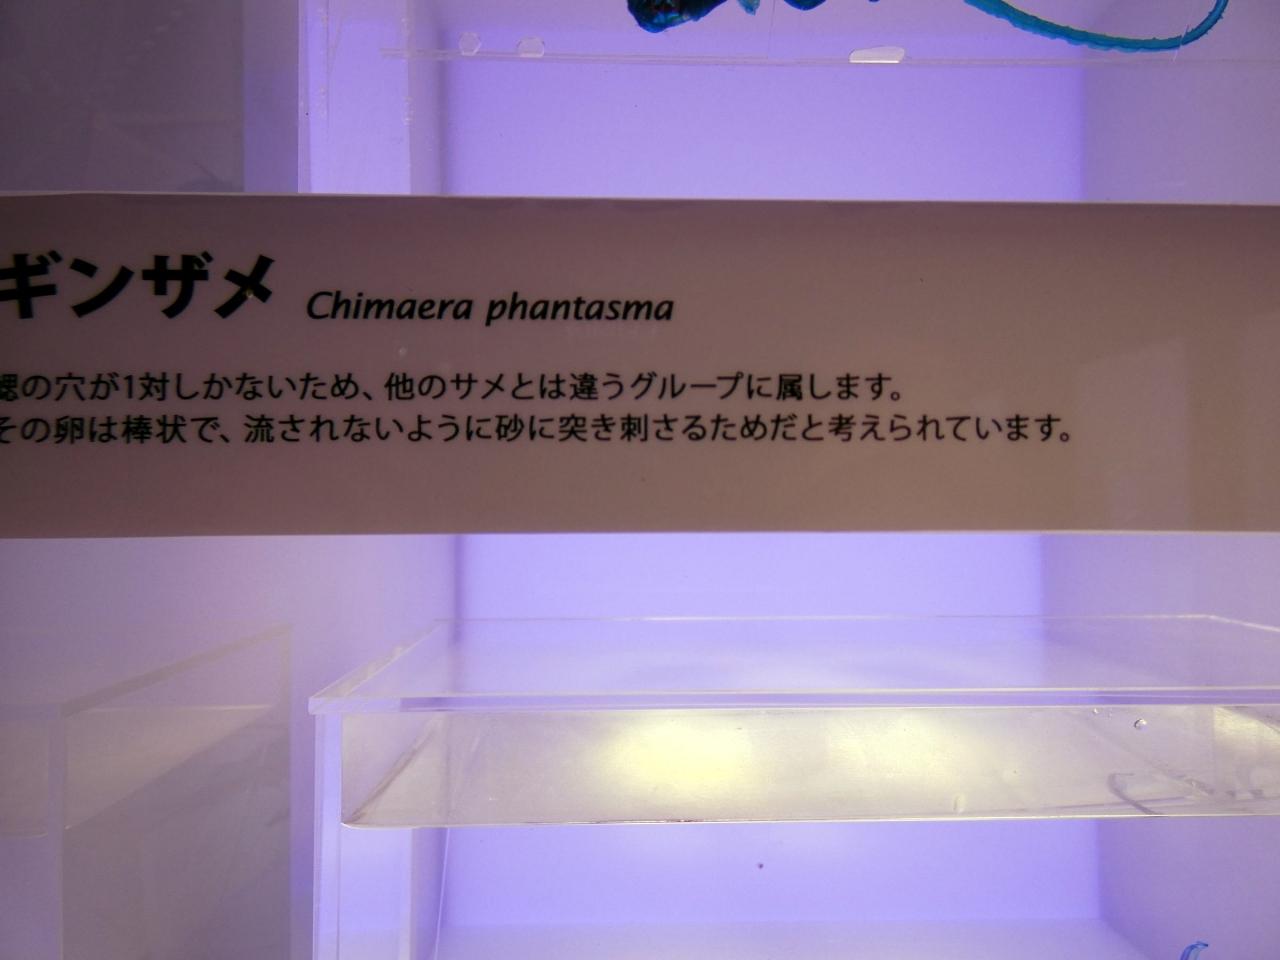 ギンザメ Chimaera phantasma
鰓の穴が1対しかないため、他のサメとは違うグループに属します。
その卵は棒状で、流されないように砂に突き刺さるためだと考えられています。